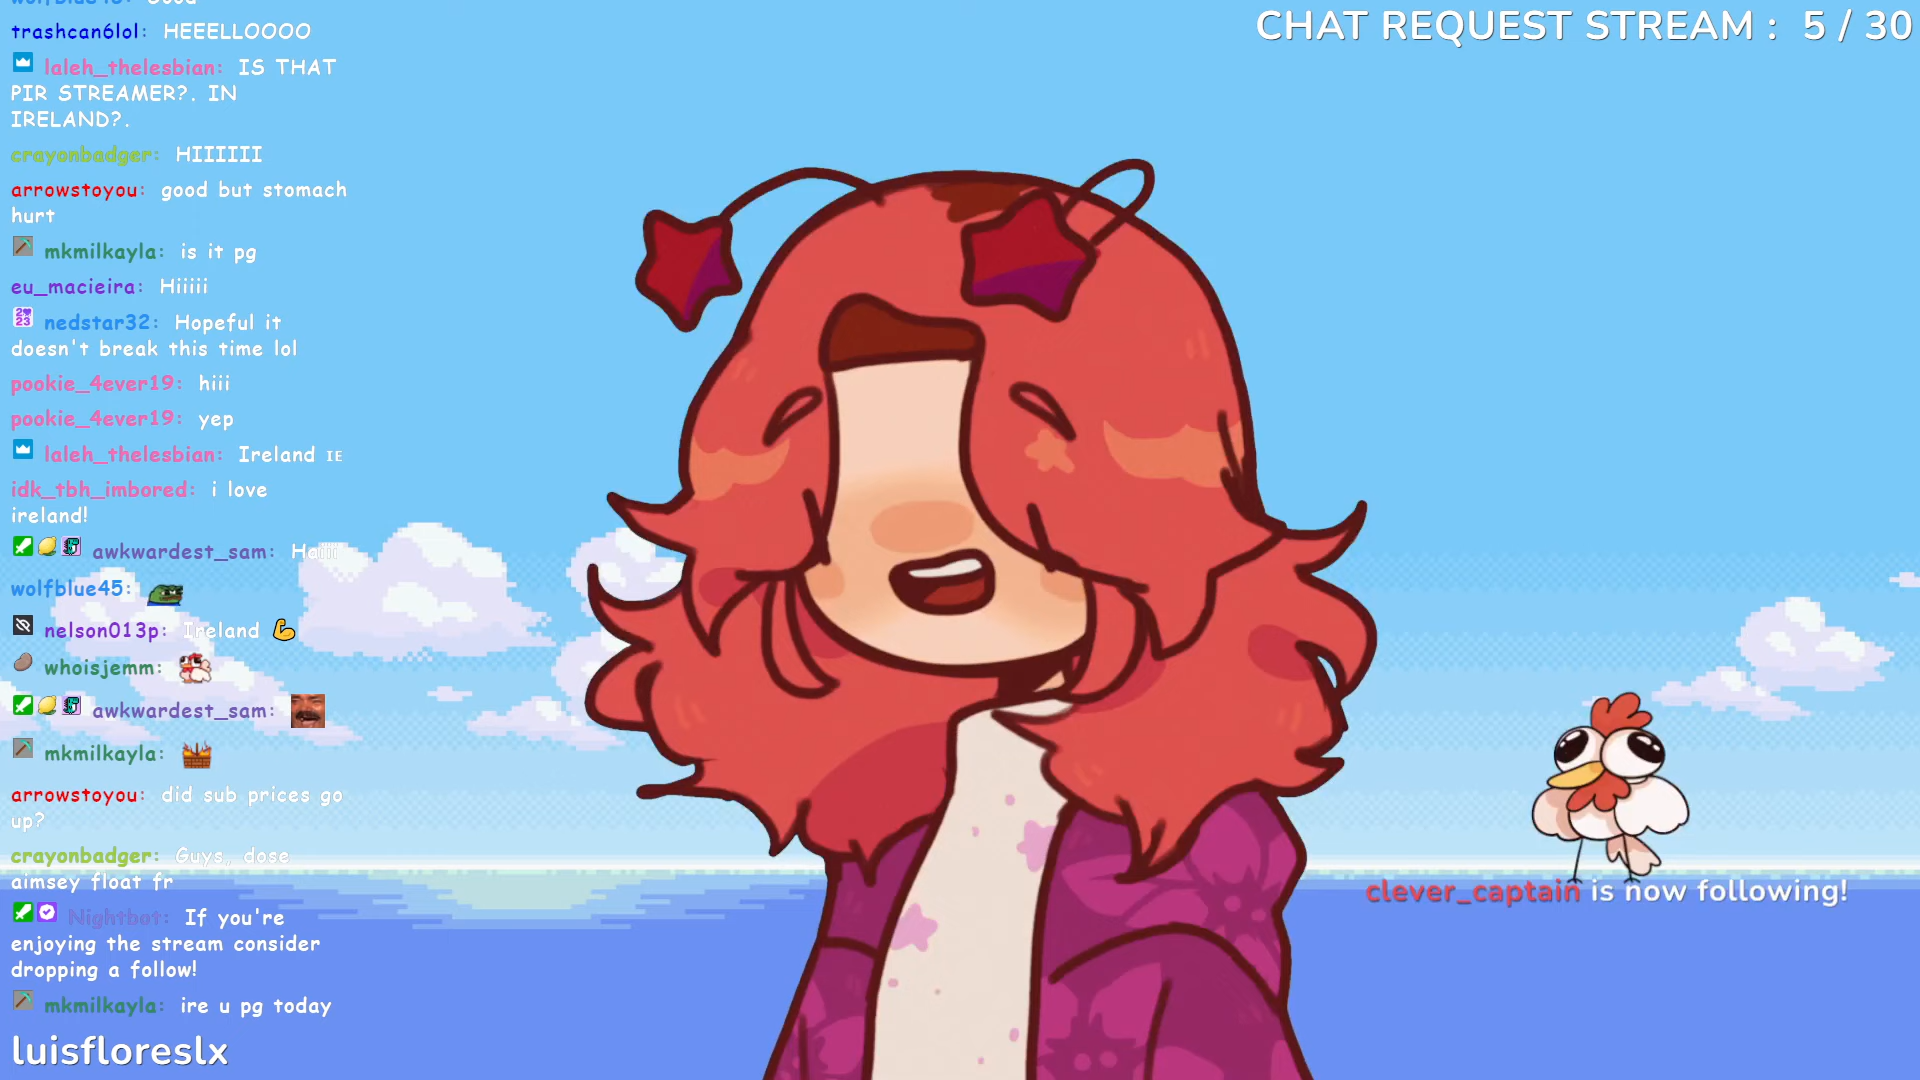 wolfblue45: Good
trashcan6lol: HEEELLOOOO
laleh_thelesbian: IS THAT
PIR STREAMER?. IN
IRELAND?.
crayonbadger: HIIIIII
arrowstoyou: good but stomach
hurt
mkmilkayla: is it pg
eu_macieira: Hiiiii
2023
nedstar32: Hopeful it
doesn't break this time lol
pookie_4ever19: hiii
pookie_4ever19: yep
laleh_thelesbian: Ireland IE
idk_tbh_imbored: i love
ireland!
awkwardest_sam: Haiii
wolfblue45:
nelson013p: Ireland 💪
whoisjemm:
awkwardest_sam:
mkmilkayla:
arrowstoyou: did sub prices go
up?
crayonbadger: Guys, dose
aimsey float fr
Nightbot: If you're
enjoying the stream consider
dropping a follow!
mkmilkayla: ire u pg today
luisfloreslx
CHAT REQUEST STREAM : 5 / 30
clever_captain is now following!